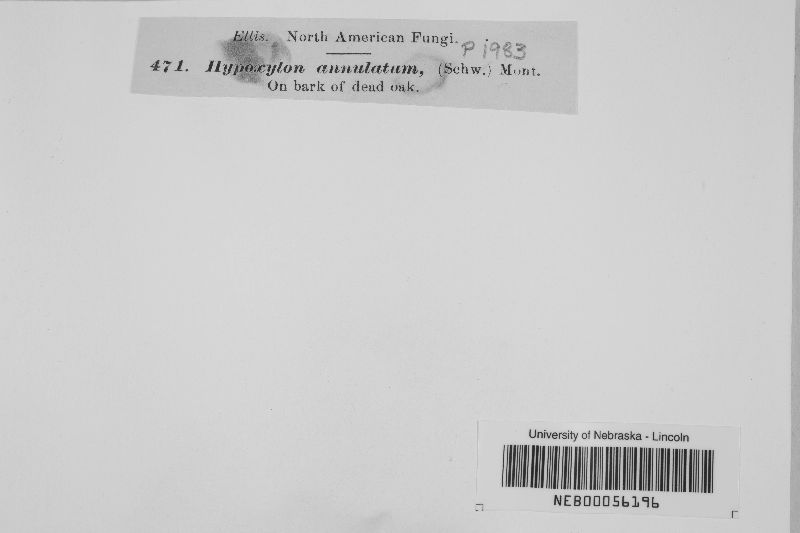 Ellis. North American Fungi.
P 1983
471. Hypoxylon annulatum, (Schw.) Mont.
On bark of dead oak.
University of Nebraska - Lincoln
NEB00056196